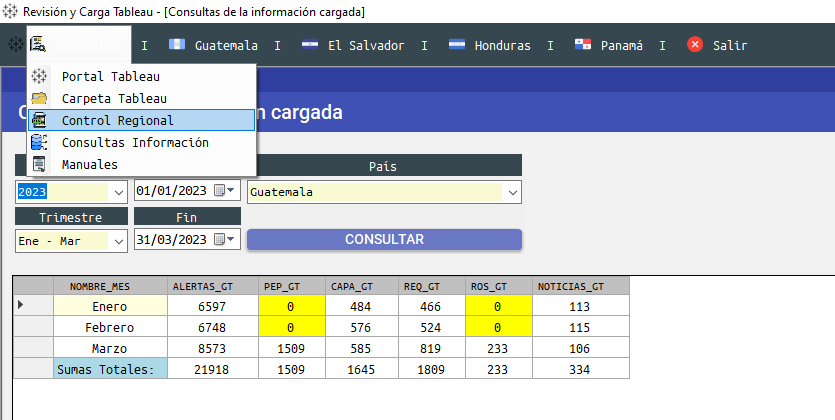 Revisión y Carga Tableau - [Consultas de la información cargada]
I Guatemala I El Salvador I Honduras I Panamá I Salir
Portal Tableau
Carpeta Tableau
Control Regional
Consultas Información
Manuales
C n cargada
País
2023 01/01/2023 Guatemala
Trimestre Fin
Ene - Mar 31/03/2023 CONSULTAR
NOMBRE_MES ALERTAS_GT PEP_GT CAPA_GT REQ_GT ROS_GT NOTICIAS_GT
Enero 6597 0 484 466 0 113
Febrero 6748 0 576 524 0 115
Marzo 8573 1509 585 819 233 106
Sumas Totales: 21918 1509 1645 1809 233 334